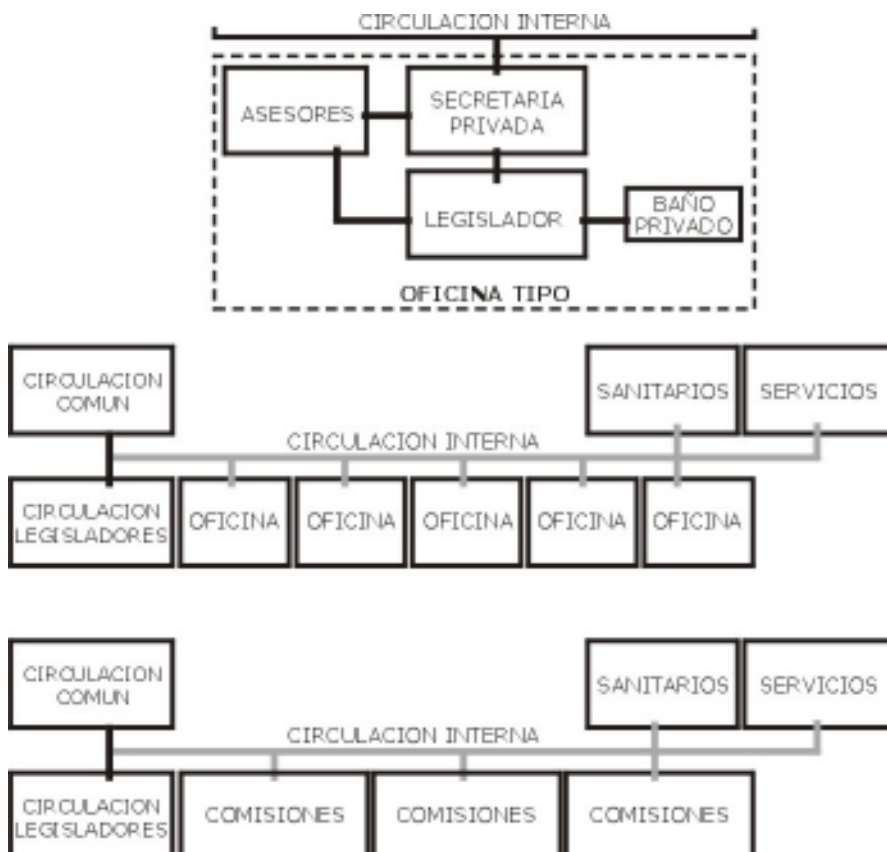 CIRCULACION INTERNA
ASESORES
SECRETARIA
PRIVADA
LEGISLADOR
BAÑO
PRIVADO
OFICINA TIPO
CIRCULACION
COMUN
SANITARIOS
SERVICIOS
CIRCULACION INTERNA
CIRCULACION
LEGISLADORES
OFICINA
OFICINA
OFICINA
OFICINA
OFICINA
CIRCULACION
COMUN
SANITARIOS
SERVICIOS
CIRCULACION INTERNA
CIRCULACION
LEGISLADORES
COMISIONES
COMISIONES
COMISIONES